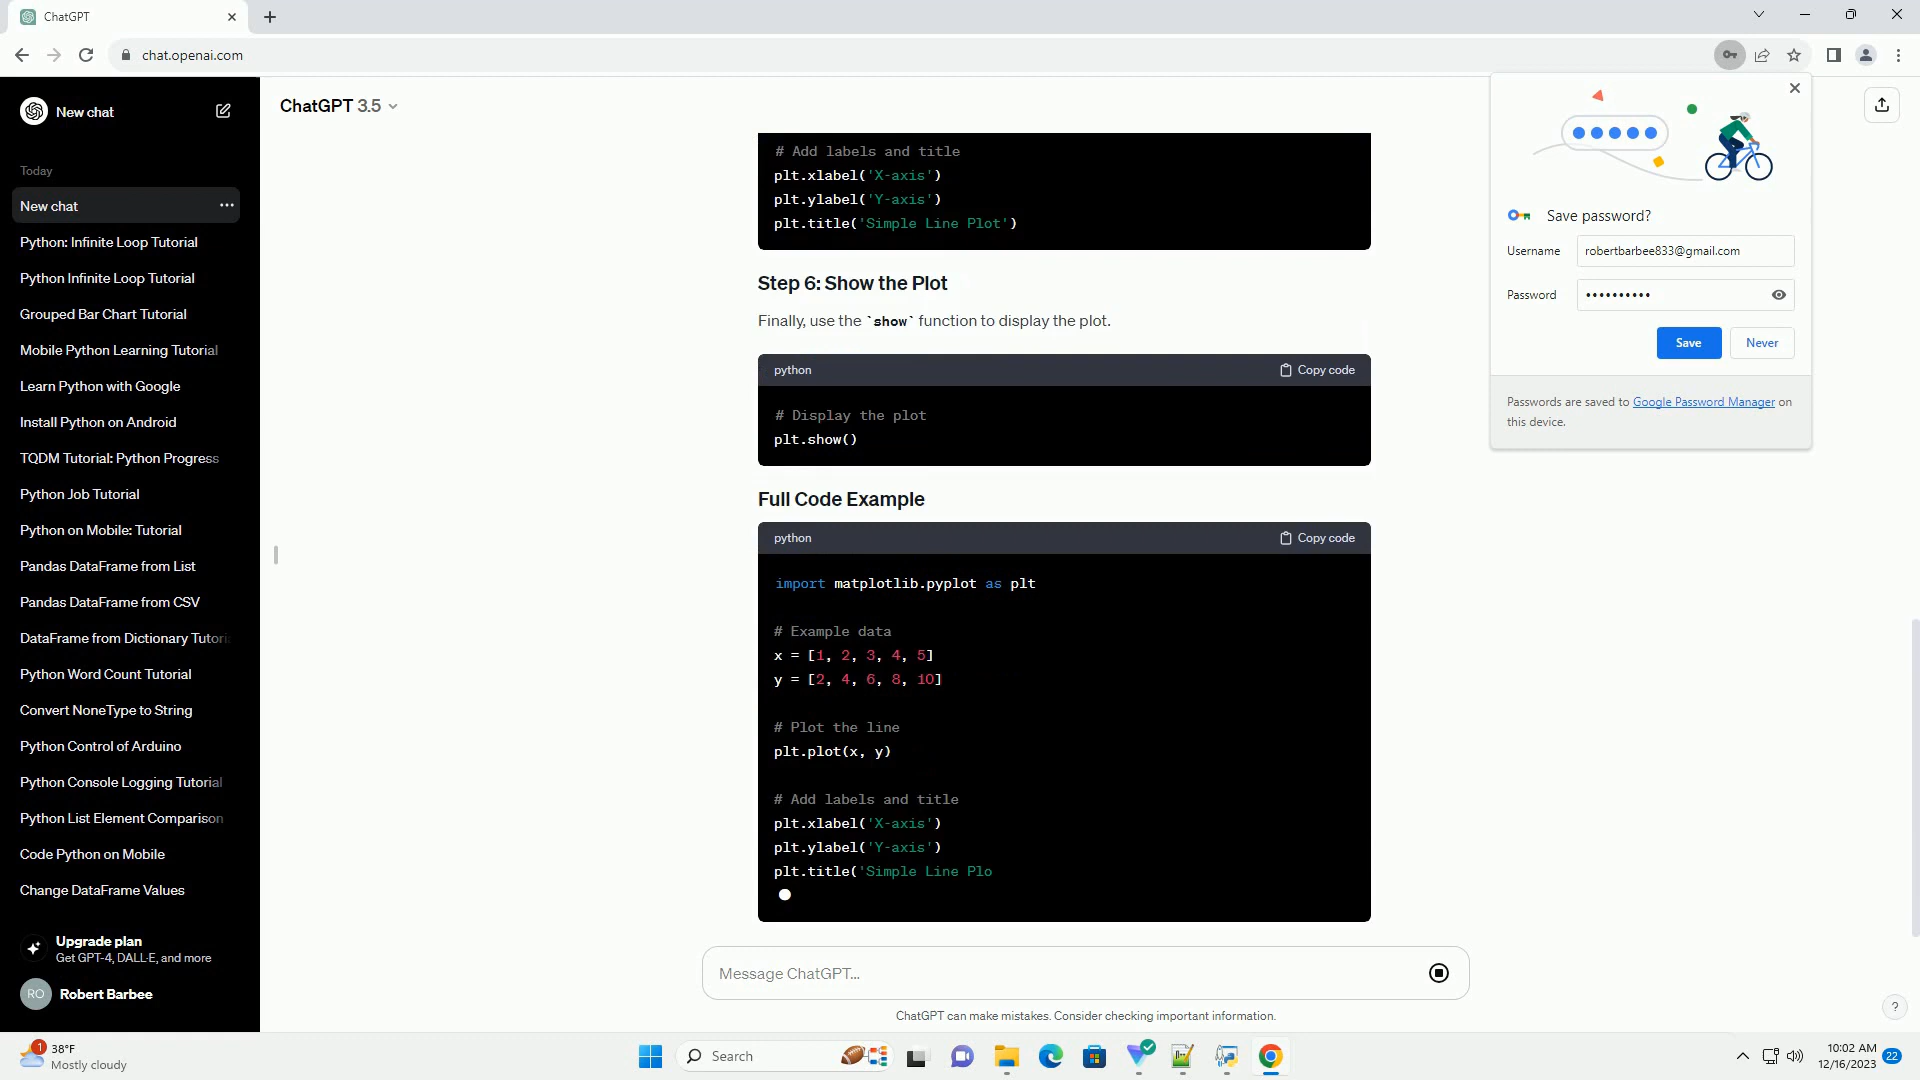 ChatGPT
chat.openai.com
New chat
Today
New chat
Python: Infinite Loop Tutorial
Python Infinite Loop Tutorial
Grouped Bar Chart Tutorial
Mobile Python Learning Tutorial
Learn Python with Google
Install Python on Android
TQDM Tutorial: Python Progress
Python Job Tutorial
Python on Mobile: Tutorial
Pandas DataFrame from List
Pandas DataFrame from CSV
DataFrame from Dictionary Tutori
Python Word Count Tutorial
Convert NoneType to String
Python Control of Arduino
Python Console Logging Tutorial
Python List Element Comparison
Code Python on Mobile
Change DataFrame Values
Upgrade plan
Get GPT-4, DALL·E, and more
RO
Robert Barbee
ChatGPT 3.5
# Add labels and title
plt.xlabel('X-axis')
plt.ylabel('Y-axis')
plt.title('Simple Line Plot')
Step 6: Show the Plot
Finally, use the `show` function to display the plot.
python
Copy code
# Display the plot
plt.show()
Full Code Example
python
Copy code
import matplotlib.pyplot as plt
# Example data
x = [1, 2, 3, 4, 5]
y = [2, 4, 6, 8, 10]
# Plot the line
plt.plot(x, y)
# Add labels and title
plt.xlabel('X-axis')
plt.ylabel('Y-axis')
plt.title('Simple Line Plo
Message ChatGPT...
ChatGPT can make mistakes. Consider checking important information.
?
Save password?
Username
robertbarbee833@gmail.com
Password
••••••••••
Save
Never
Passwords are saved to Google Password Manager on
this device.
1
38°F
Mostly cloudy
Search
10:02 AM
12/16/2023
22